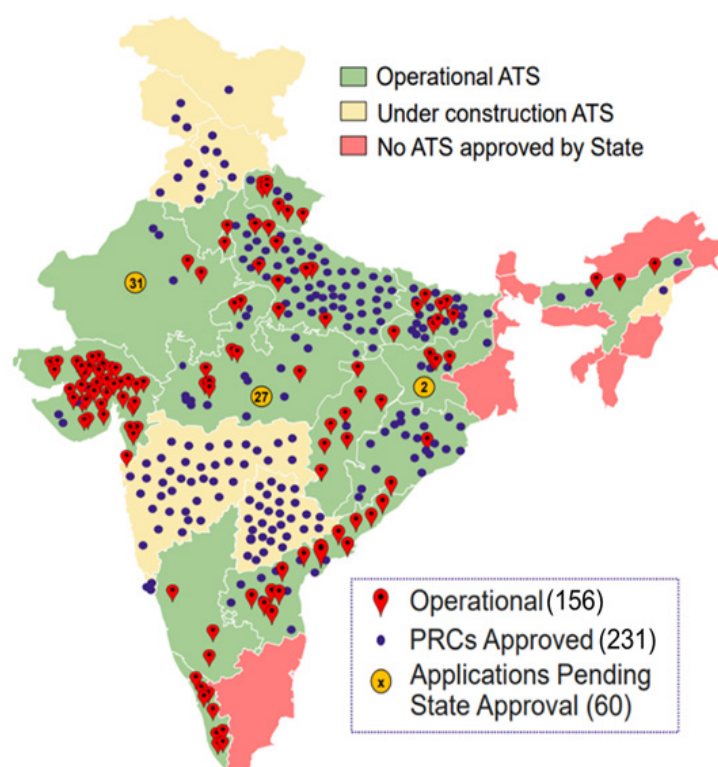 Operational ATS
Under construction ATS
No ATS approved by State
31
27
2
Operational (156)
PRCs Approved (231)
x
Applications Pending
State Approval (60)